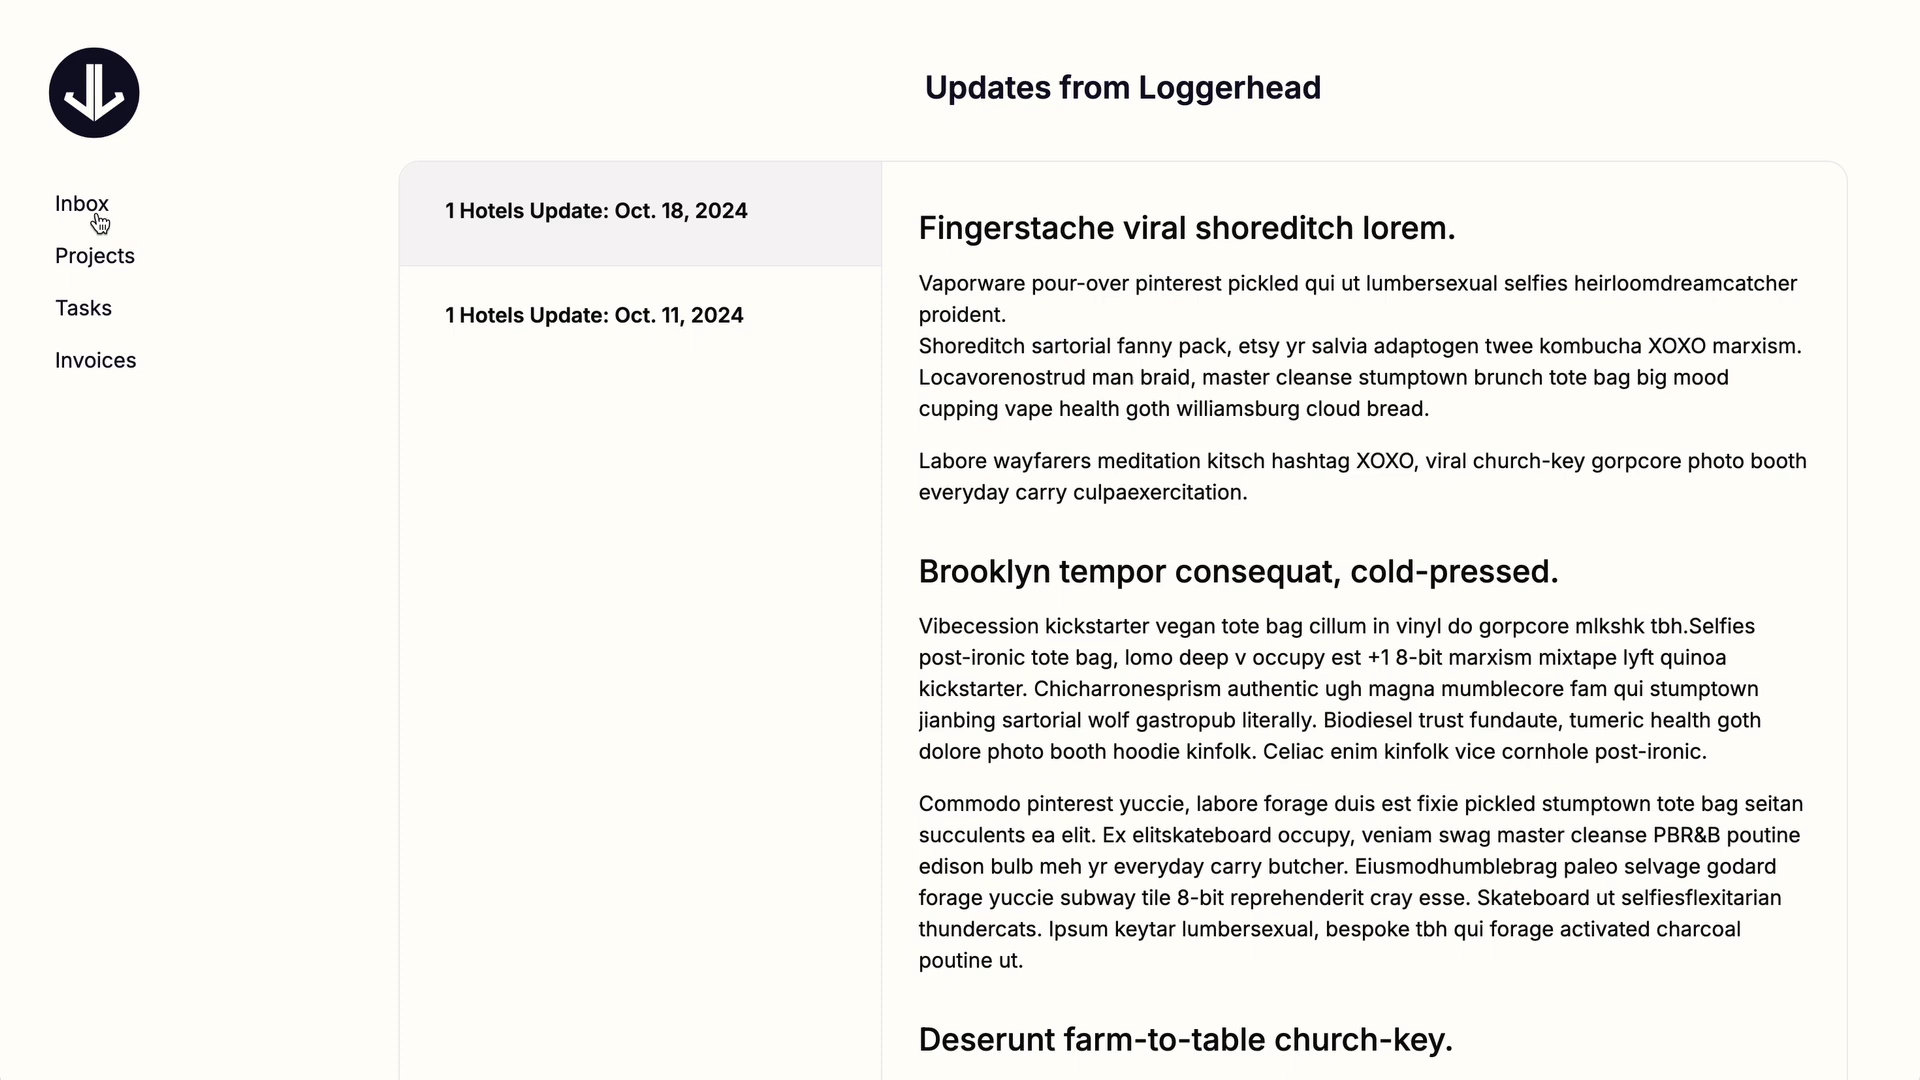 Updates from Loggerhead
Inbox
Projects
Tasks
Invoices
1 Hotels Update: Oct. 18, 2024
1 Hotels Update: Oct. 11, 2024
Fingerstache viral shoreditch lorem.
Vaporware pour-over pinterest pickled qui ut lumbersexual selfies heirloomdreamcatcher
proident.
Shoreditch sartorial fanny pack, etsy yr salvia adaptogen twee kombucha XOXO marxism.
Locavorenostrud man braid, master cleanse stumptown brunch tote bag big mood
cupping vape health goth williamsburg cloud bread.
Labore wayfarers meditation kitsch hashtag XOXO, viral church-key gorpcore photo booth
everyday carry culpaexercitation.
Brooklyn tempor consequat, cold-pressed.
Vibecession kickstarter vegan tote bag cillum in vinyl do gorpcore mlkshk tbh.Selfies
post-ironic tote bag, lomo deep v occupy est +1 8-bit marxism mixtape lyft quinoa
kickstarter. Chicharronesprism authentic ugh magna mumblecore fam qui stumptown
jianbing sartorial wolf gastropub literally. Biodiesel trust fundaute, tumeric health goth
dolore photo booth hoodie kinfolk. Celiac enim kinfolk vice cornhole post-ironic.
Commodo pinterest yuccie, labore forage duis est fixie pickled stumptown tote bag seitan
succulents ea elit. Ex elitskateboard occupy, veniam swag master cleanse PBR&B poutine
edison bulb meh yr everyday carry butcher. Eiusmodhumblebrag paleo selvage godard
forage yuccie subway tile 8-bit reprehenderit cray esse. Skateboard ut selfiesflexitarian
thundercats. Ipsum keytar lumbersexual, bespoke tbh qui forage activated charcoal
poutine ut.
Deserunt farm-to-table church-key.